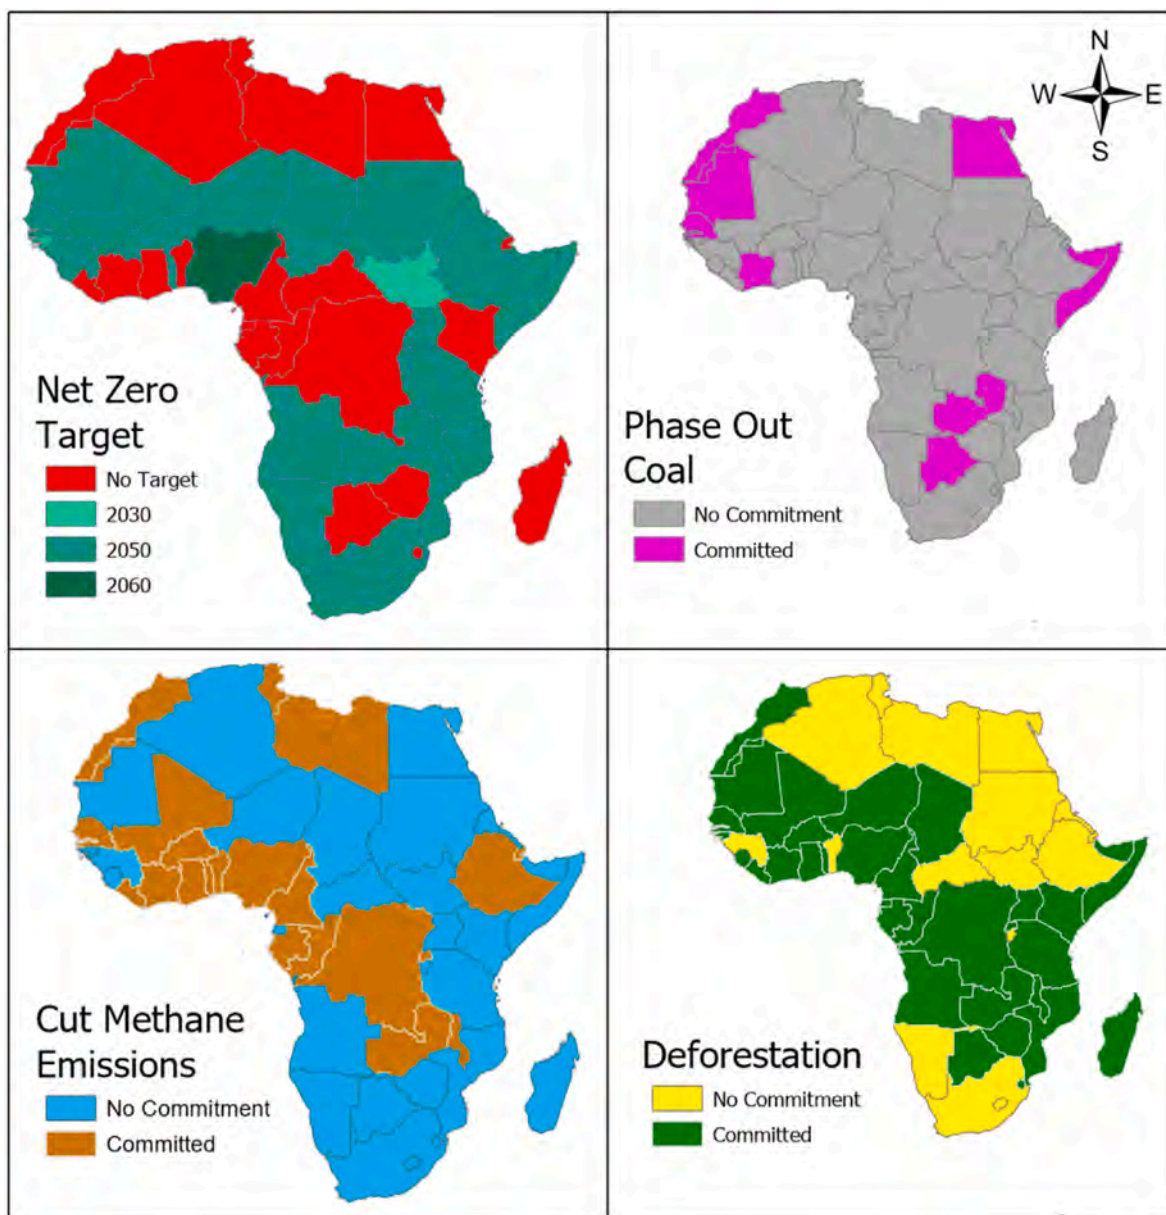 N
W E
S
Net Zero
Target
No Target
2030
2050
2060
Phase Out
Coal
No Commitment
Committed
Cut Methane
Emissions
No Commitment
Committed
Deforestation
No Commitment
Committed